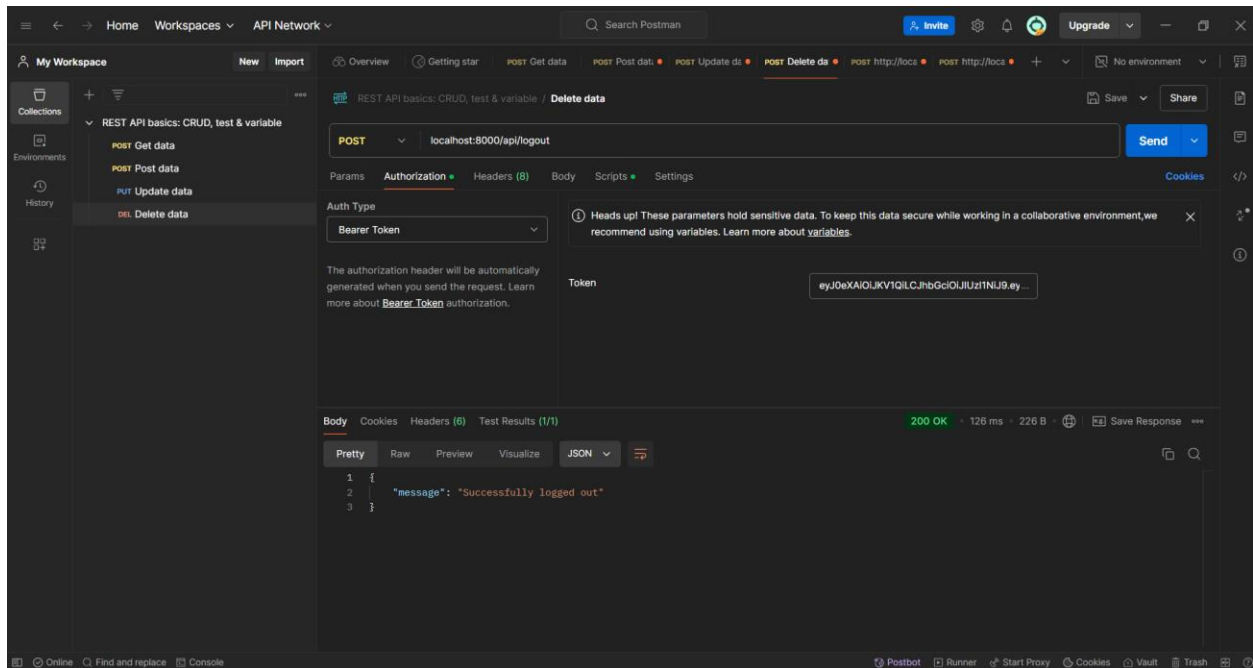 Home Workspaces API Network Search Postman Invite Upgrade
My Workspace New Import Overview Getting star POST Get data POST Post dat POST Update da POST Delete da POST http://loca POST http://loca No environment
Collections
Environments
History
REST API basics: CRUD, test & variable
POST Get data
POST Post data
PUT Update data
DEL Delete data
HTTP REST API basics: CRUD, test & variable / Delete data Save Share
POST localhost:8000/api/logout Send
Params Authorization Headers (8) Body Scripts Settings Cookies
Auth Type
Bearer Token
The authorization header will be automatically
generated when you send the request. Learn
more about Bearer Token authorization.
Heads up! These parameters hold sensitive data. To keep this data secure while working in a collaborative environment,we
recommend using variables. Learn more about variables.
Token eyJ0eXAiOiJKV1QiLCJhbGciOiJIUzI1NiJ9.ey...
Body Cookies Headers (6) Test Results (1/1) 200 OK 126 ms 226 B Save Response
Pretty Raw Preview Visualize JSON
1 {
2 "message": "Successfully logged out"
3 }
Online Find and replace Console Postbot Runner Start Proxy Cookies Vault Trash